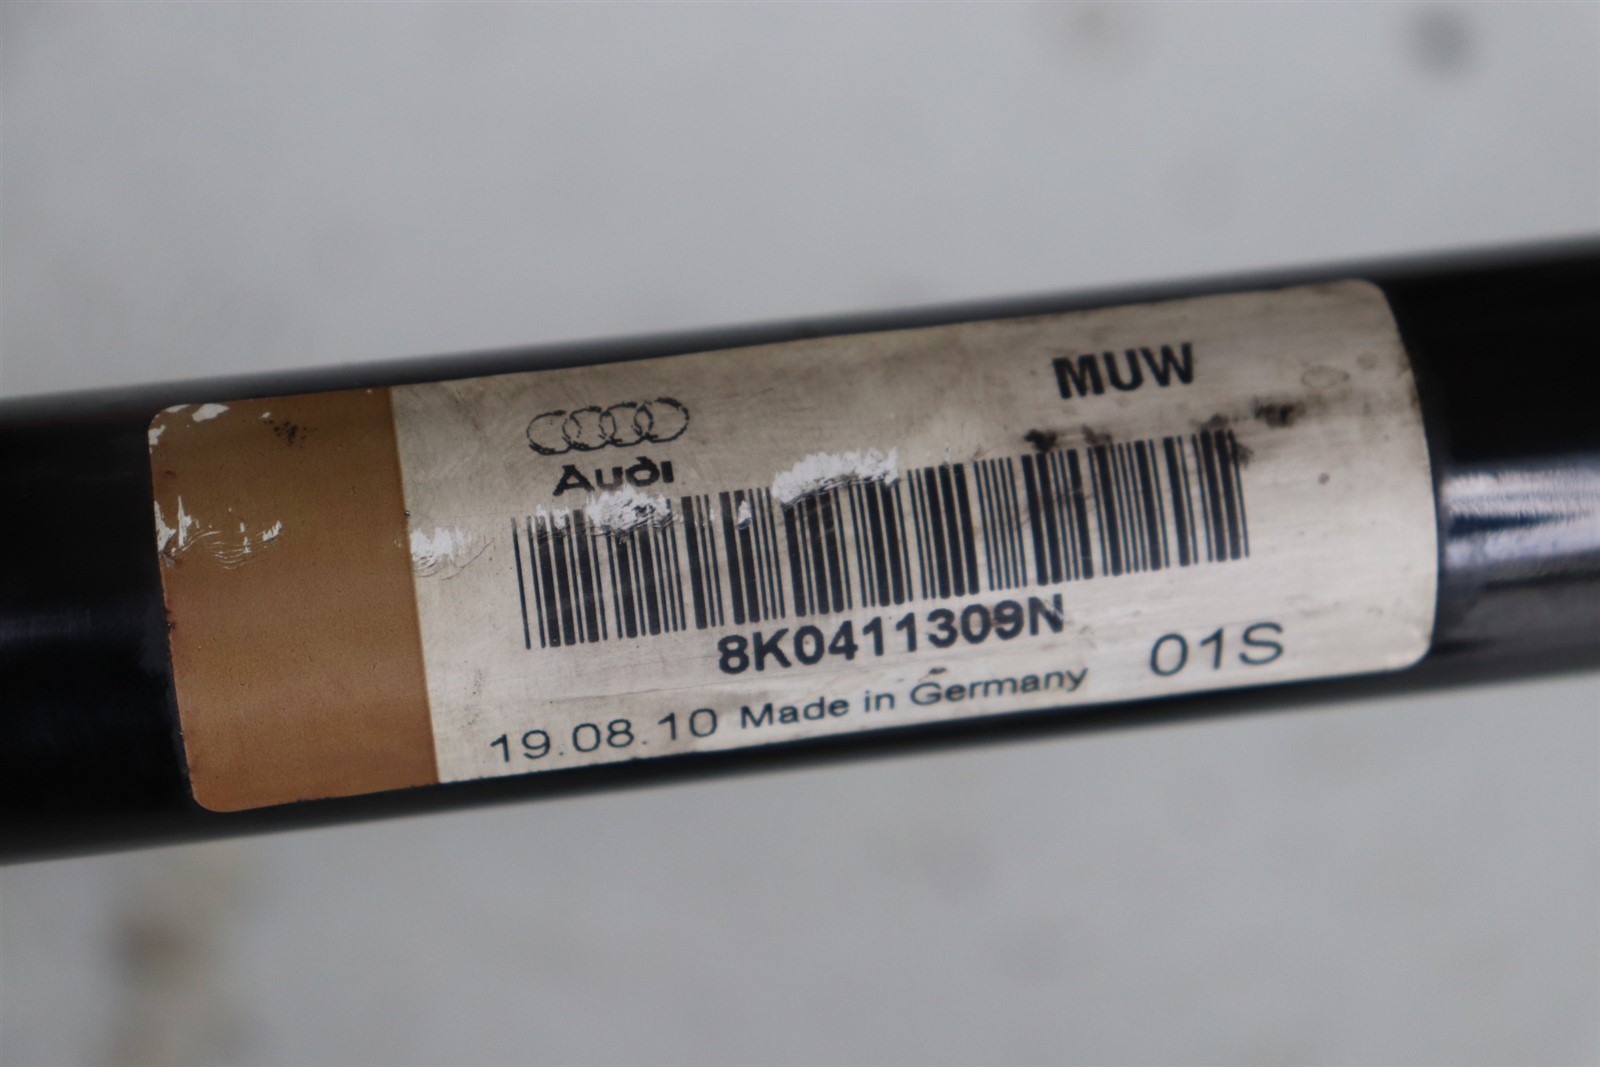 MUW
Audi
8K0411309N
19.08.10 Made in Germany 01S